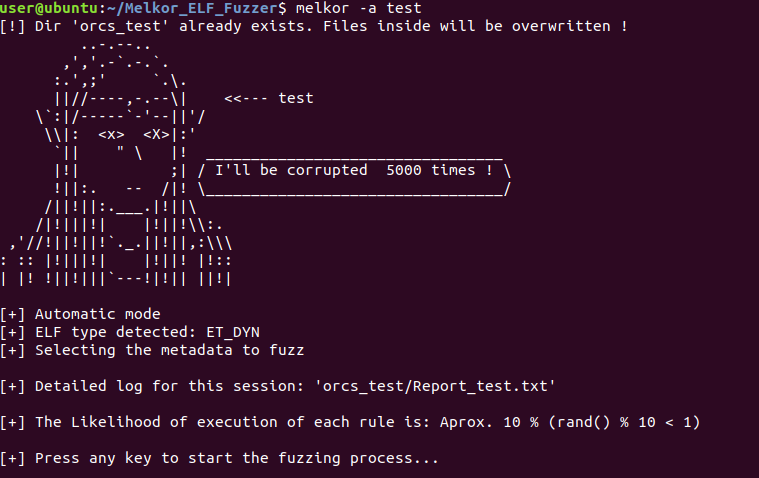 user@ubuntu:~/Melkor_ELF_Fuzzer$ melkor -a test
[!] Dir 'orcs_test' already exists. Files inside will be overwritten !
          ..-.--..
        ,','.-`.-.`.
       :.',;'     `.\.
       ||//----,-.--\|    <<--- test
     \`:|/-----`-'--||'/
      \\|:  <x>  <X>|:'
       `||    " \   |!  _________________________________
       |!|          ;| / I'll be corrupted  5000 times ! \
       !||:.   --  /|! \_________________________________/
      /||!||:.___.|!||\
     /|!|||!|    |!||!\\:.
  ,'//!||!||!`._.||!||,:\\\
 : :: |!|||!|    |!||! |!::
 | |! !||!|||`---!|!|| ||!|
[+] Automatic mode
[+] ELF type detected: ET_DYN
[+] Selecting the metadata to fuzz
[+] Detailed log for this session: 'orcs_test/Report_test.txt'
[+] The Likelihood of execution of each rule is: Aprox. 10 % (rand() % 10 < 1)
[+] Press any key to start the fuzzing process...